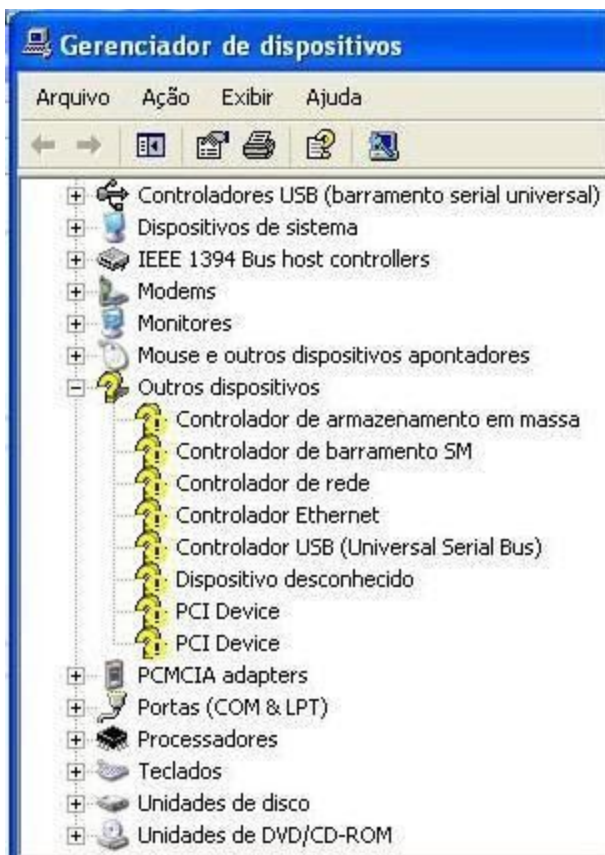 Gerenciador de dispositivos
Arquivo Ação Exibir Ajuda
Controladores USB (barramento serial universal)
Dispositivos de sistema
IEEE 1394 Bus host controllers
Modems
Monitores
Mouse e outros dispositivos apontadores
Outros dispositivos
Controlador de armazenamento em massa
Controlador de barramento SM
Controlador de rede
Controlador Ethernet
Controlador USB (Universal Serial Bus)
Dispositivo desconhecido
PCI Device
PCI Device
PCMCIA adapters
Portas (COM & LPT)
Processadores
Teclados
Unidades de disco
Unidades de DVD/CD-ROM